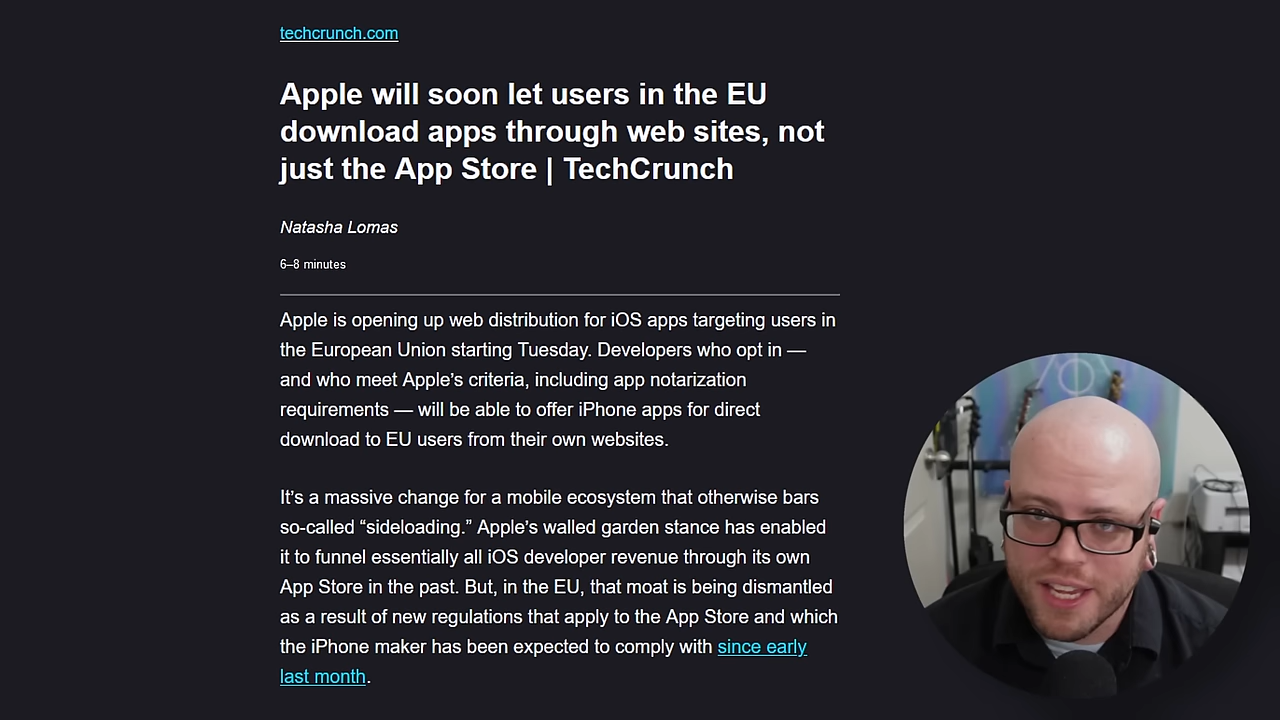 techcrunch.com
Apple will soon let users in the EU
download apps through web sites, not
just the App Store | TechCrunch
Natasha Lomas
6–8 minutes
Apple is opening up web distribution for iOS apps targeting users in
the European Union starting Tuesday. Developers who opt in —
and who meet Apple’s criteria, including app notarization
requirements — will be able to offer iPhone apps for direct
download to EU users from their own websites.
It’s a massive change for a mobile ecosystem that otherwise bars
so-called “sideloading.” Apple’s walled garden stance has enabled
it to funnel essentially all iOS developer revenue through its own
App Store in the past. But, in the EU, that moat is being dismantled
as a result of new regulations that apply to the App Store and which
the iPhone maker has been expected to comply with since early
last month.